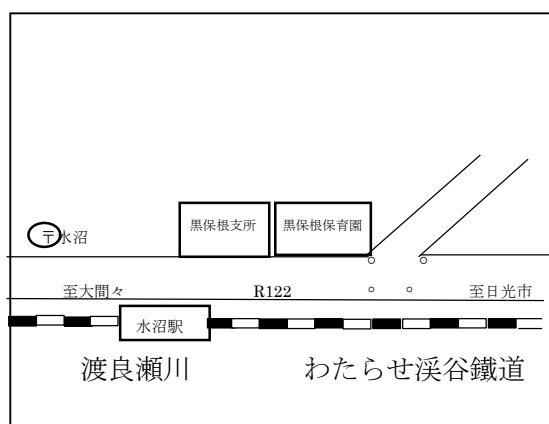 黒保根支所
黒保根保育園
〒水沼
至大間々
R122
至日光市
水沼駅
渡良瀬川
わたらせ渓谷鐵道